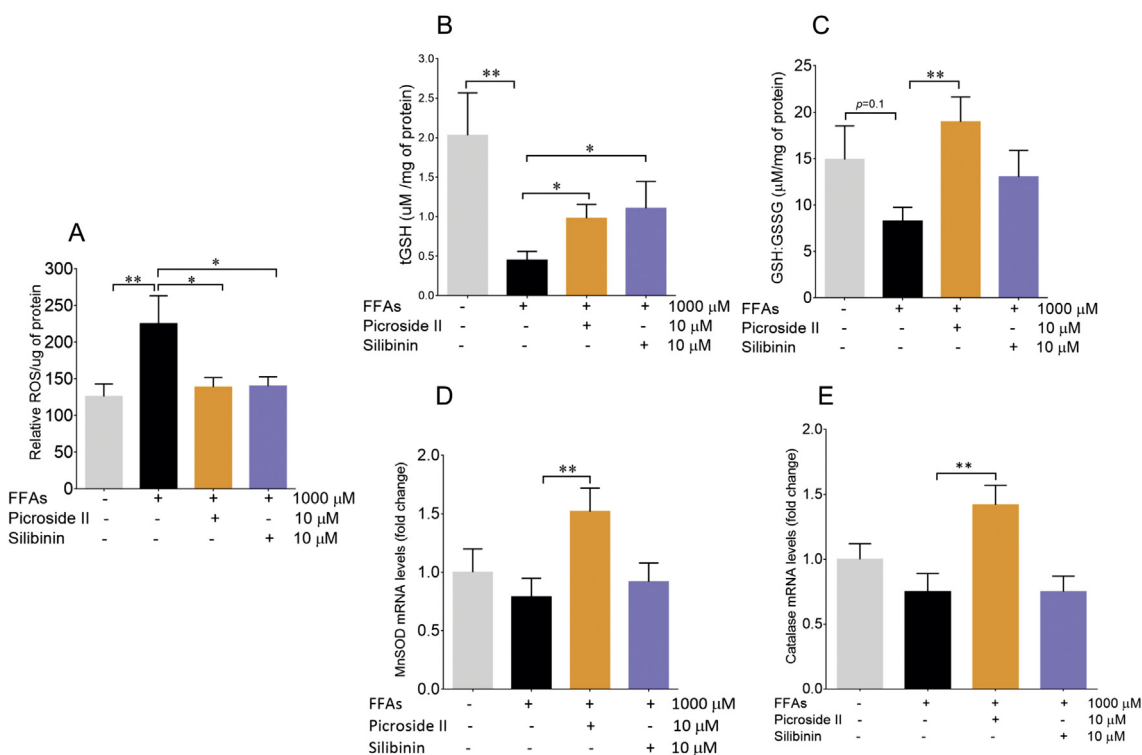 A
Relative ROS/ug of protein
300
250
200
150
100
50
0
** * *
FFAs - + + + 1000 μM
Picroside II - - + - 10 μM
Silibinin - - - + 10 μM
B
tGSH (uM /mg of protein)
3.0
2.5
2.0
1.5
1.0
0.5
0.0
** * *
FFAs - + + + 1000 μM
Picroside II - - + - 10 μM
Silibinin - - - + 10 μM
C
GSH:GSSG (μM/mg of protein)
25
20
15
10
5
0
p=0.1 **
FFAs - + + + 1000 μM
Picroside II - - + - 10 μM
Silibinin - - - + 10 μM
D
MnSOD mRNA levels (fold change)
2.0
1.5
1.0
0.5
0.0
**
FFAs - + + + 1000 μM
Picroside II - - + - 10 μM
Silibinin - - - + 10 μM
E
Catalase mRNA levels (fold change)
2.0
1.5
1.0
0.5
0.0
**
FFAs - + + + 1000 μM
Picroside II - - + - 10 μM
Silibinin - - - + 10 μM